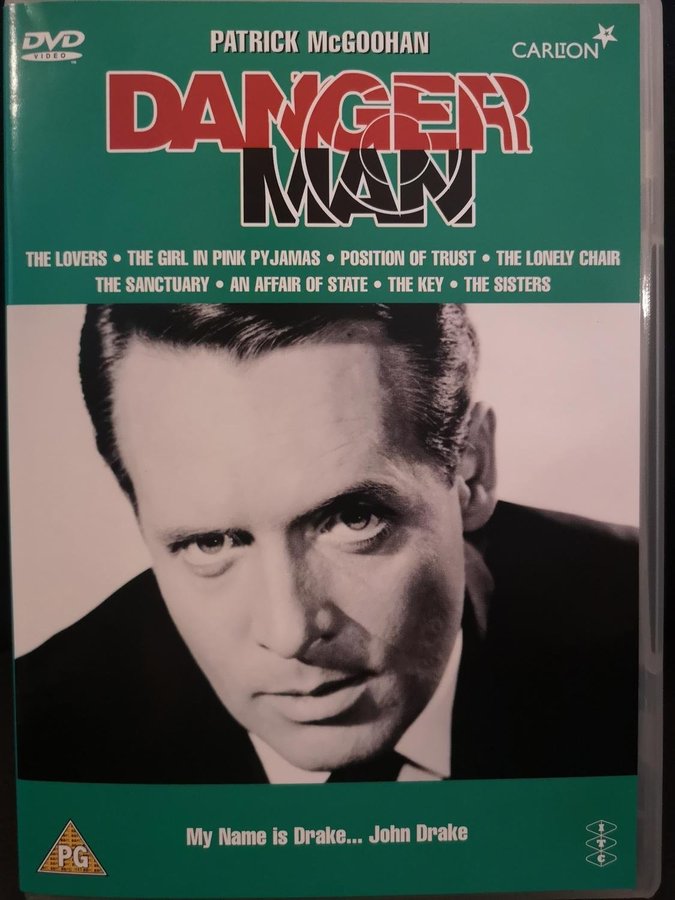 DVD
VIDEO
PATRICK McGOOHAN
CARLTON
DANGER
MAN
THE LOVERS • THE GIRL IN PINK PYJAMAS • POSITION OF TRUST • THE LONELY CHAIR
THE SANCTUARY • AN AFFAIR OF STATE • THE KEY • THE SISTERS
My Name is Drake... John Drake
PG
ITC